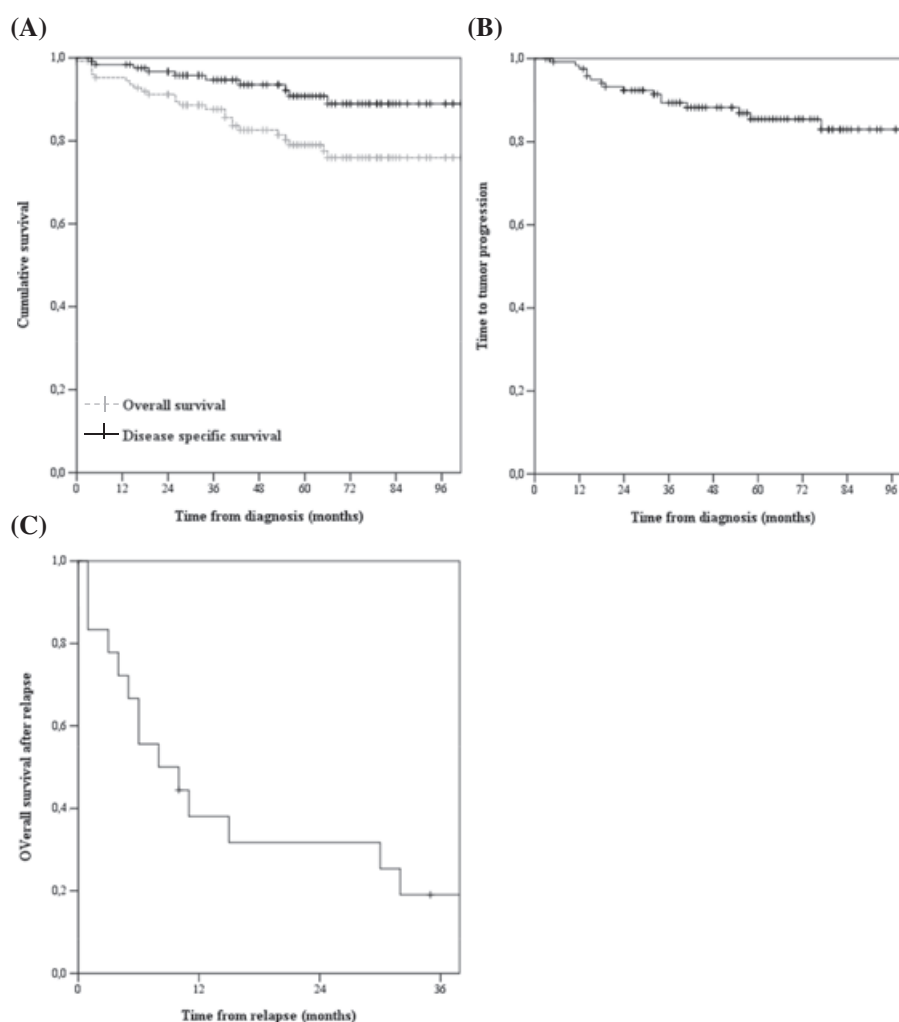 (A)
1,0
0,8
0,6
0,4
0,2
0,0
Cumulative survival
Overall survival
Disease specific survival
0 12 24 36 48 60 72 84 96
Time from diagnosis (months)
(B)
1,0
0,8
0,6
0,4
0,2
0,0
Time to tumor progression
0 12 24 36 48 60 72 84 96
Time from diagnosis (months)
(C)
1,0
0,8
0,6
0,4
0,2
0,0
OVerall survival after relapse
0 12 24 36
Time from relapse (months)